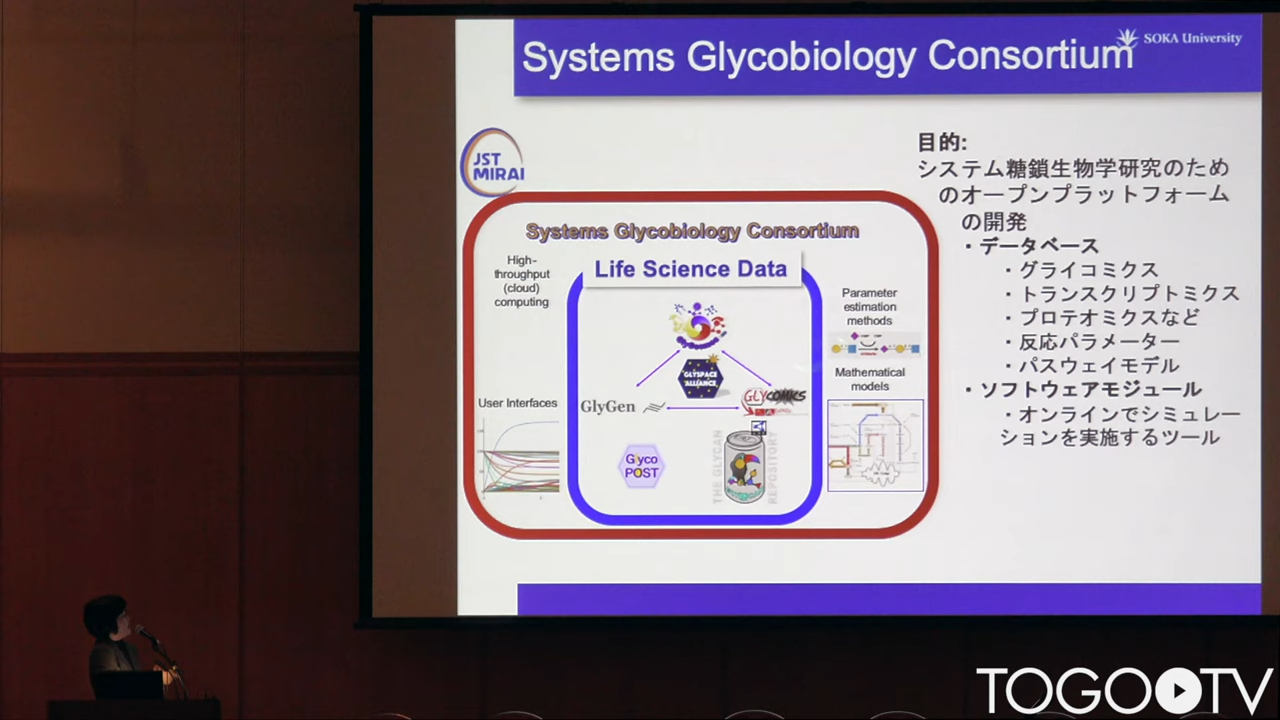 Systems Glycobiology Consortium
SOKA University
JST
MIRAI
Systems Glycobiology Consortium
High-
throughput
(cloud)
computing
User Interfaces
Life Science Data
GLYSPACE
ALLIANCE
GlyGen
GLYCOMICS
Glyco
POST
THE GLYCAN
REPOSITORY
Parameter
estimation
methods
Mathematical
models
目的:
システム糖鎖生物学研究のため
のオープンプラットフォーム
の開発
・データベース
・グライコミクス
・トランスクリプトミクス
・プロテオミクスなど
・反応パラメーター
・パスウェイモデル
・ソフトウェアモジュール
・オンラインでシミュレー
ションを実施するツール
TOGOTV